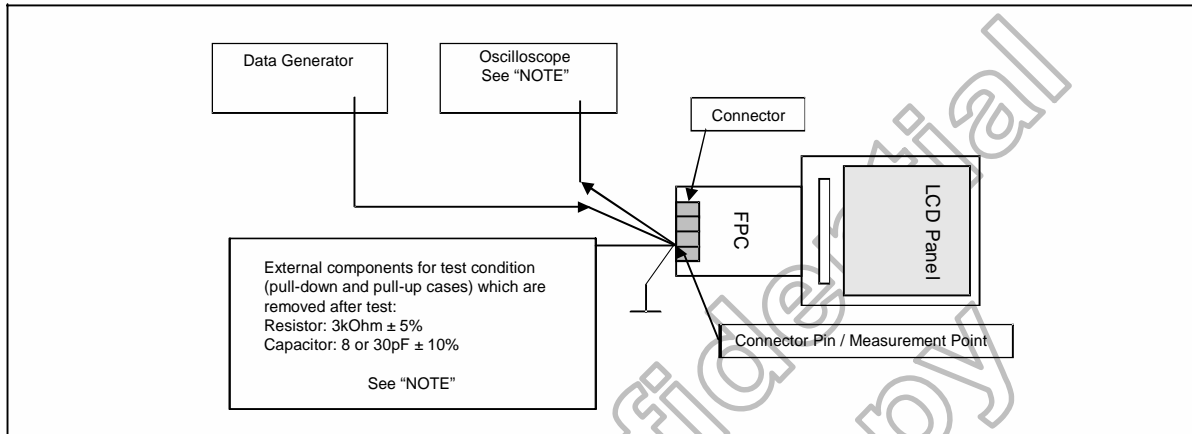 Data Generator
Oscilloscope
See “NOTE”
Connector
FPC
LCD Panel
External components for test condition
(pull-down and pull-up cases) which are
removed after test:
Resistor: 3kOhm ± 5%
Capacitor: 8 or 30pF ± 10%
See “NOTE”
Connector Pin / Measurement Point